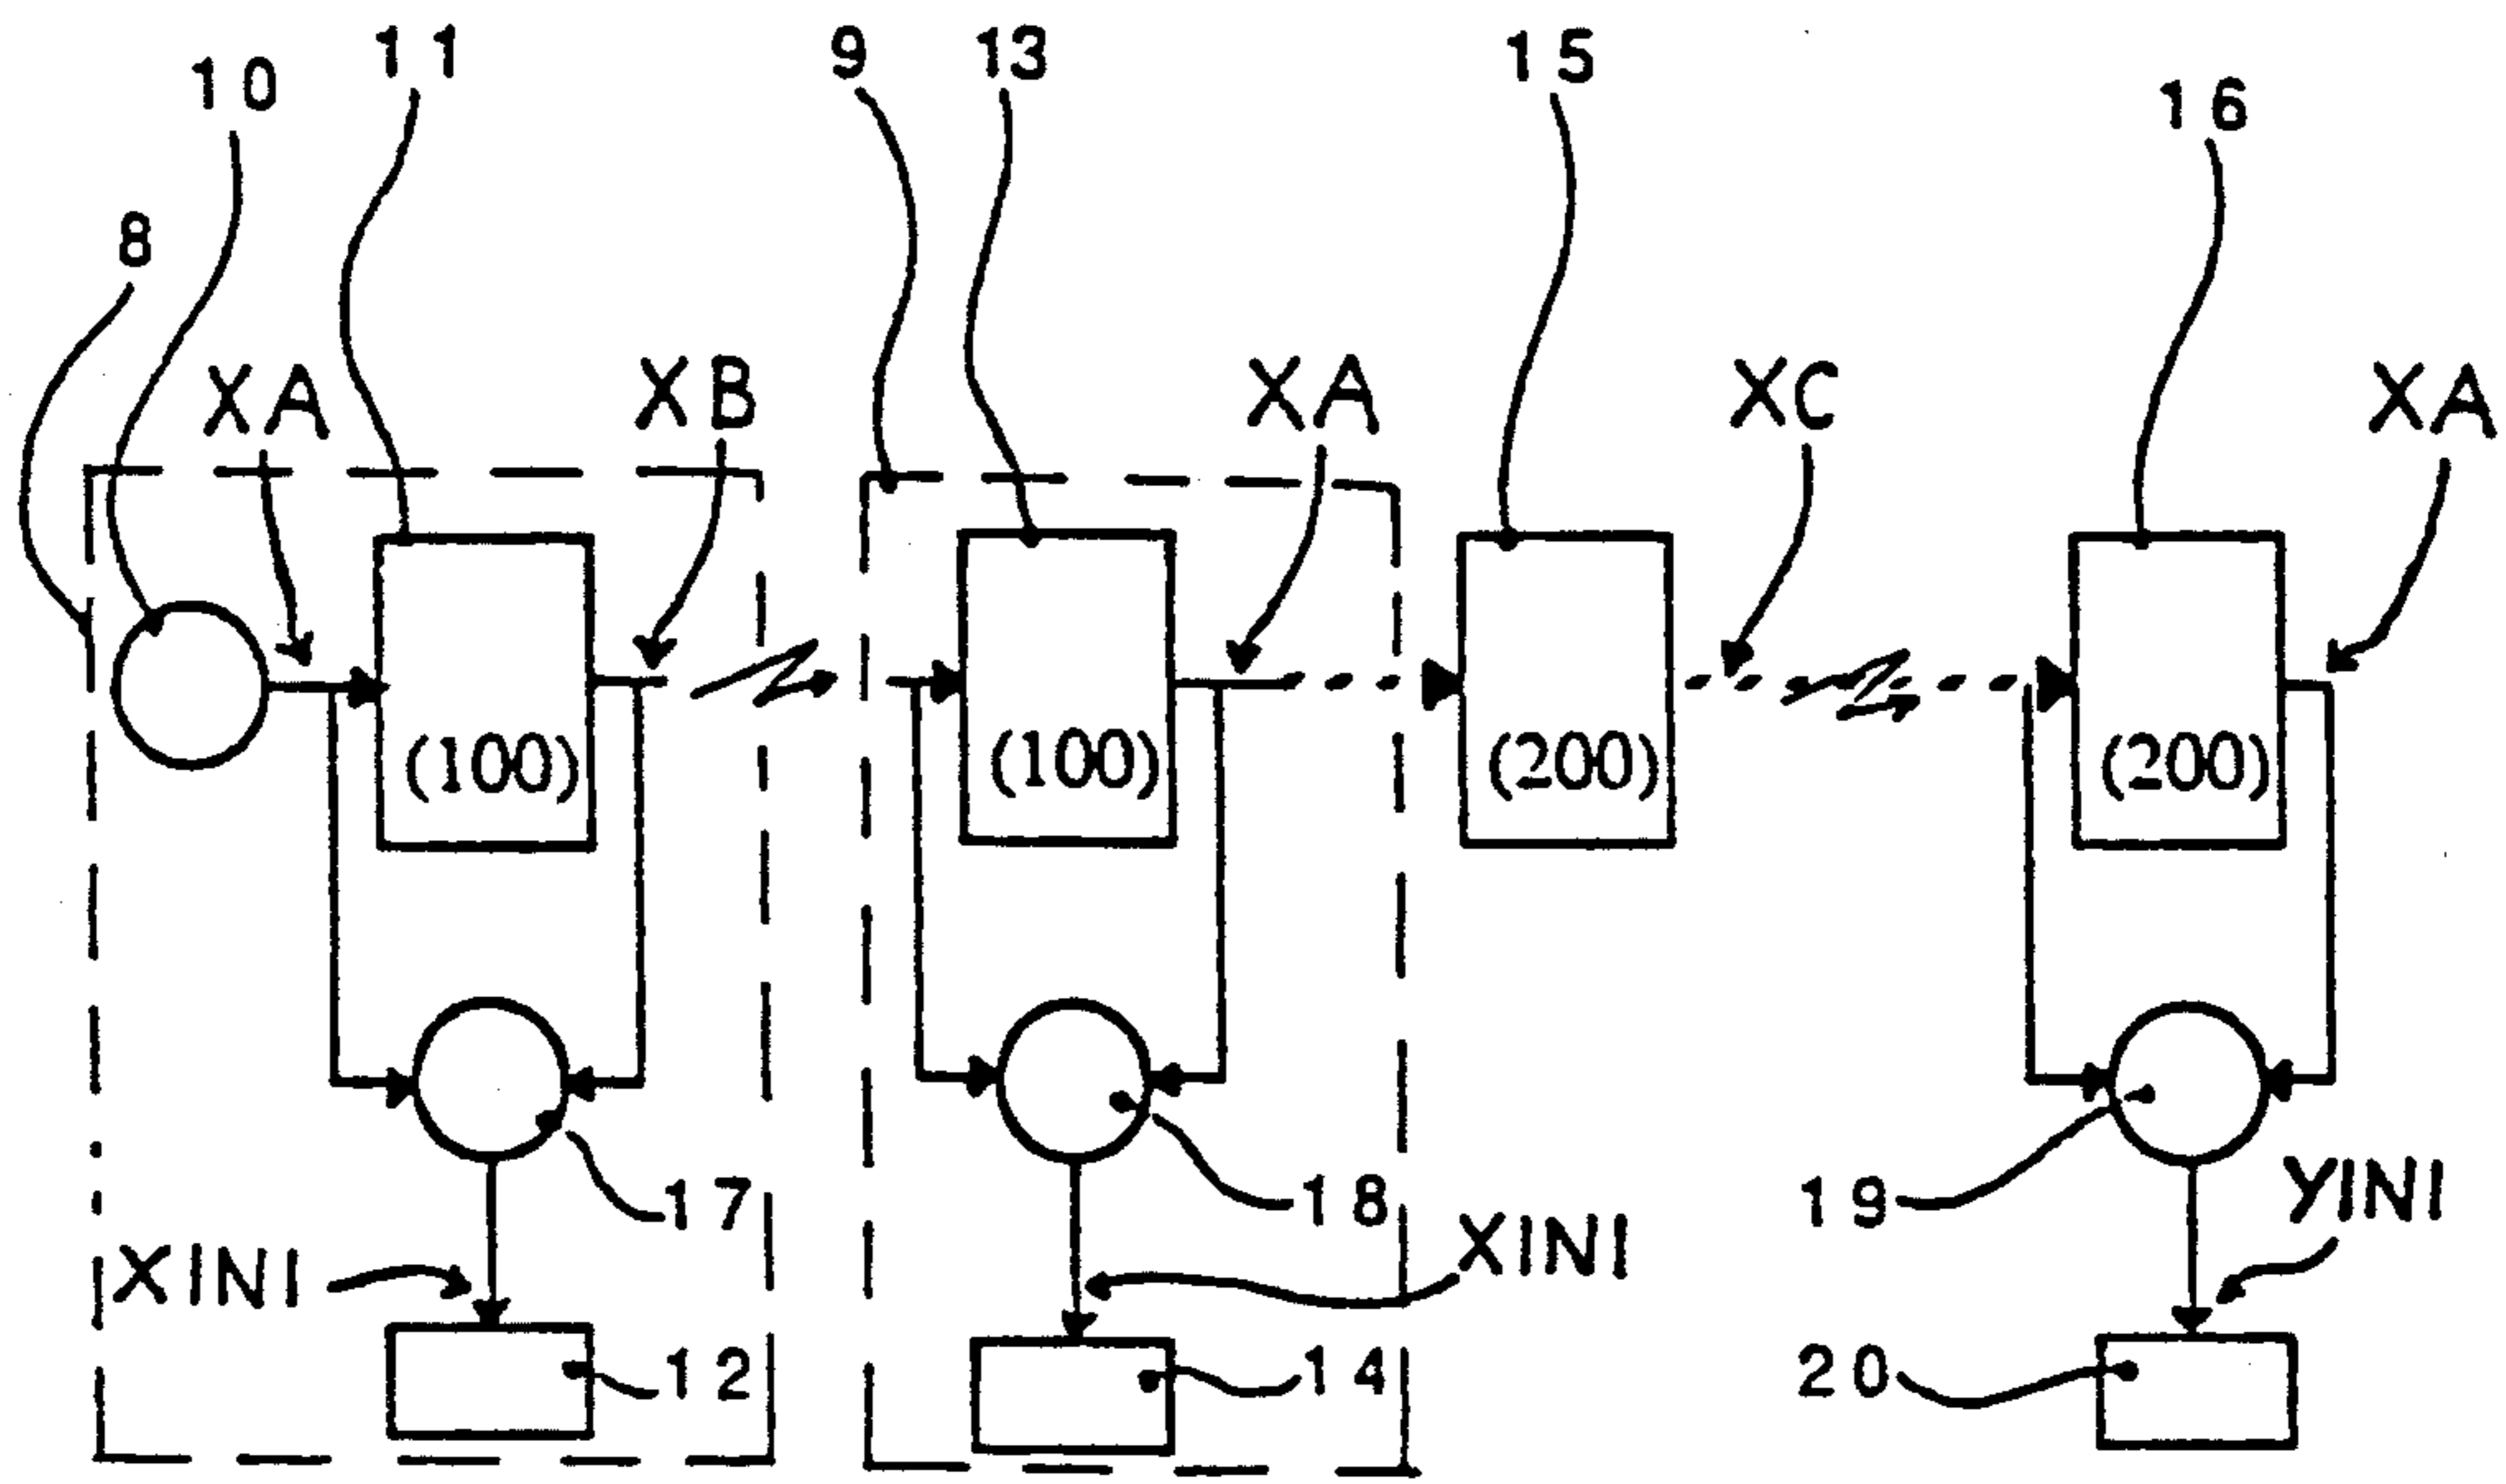 11
9
13
15
10
16
8
XA
XB
XA
XC
XA
(100)
(100)
(200)
(200)
17
18
19
YINI
XINI
XINI
12
14
20